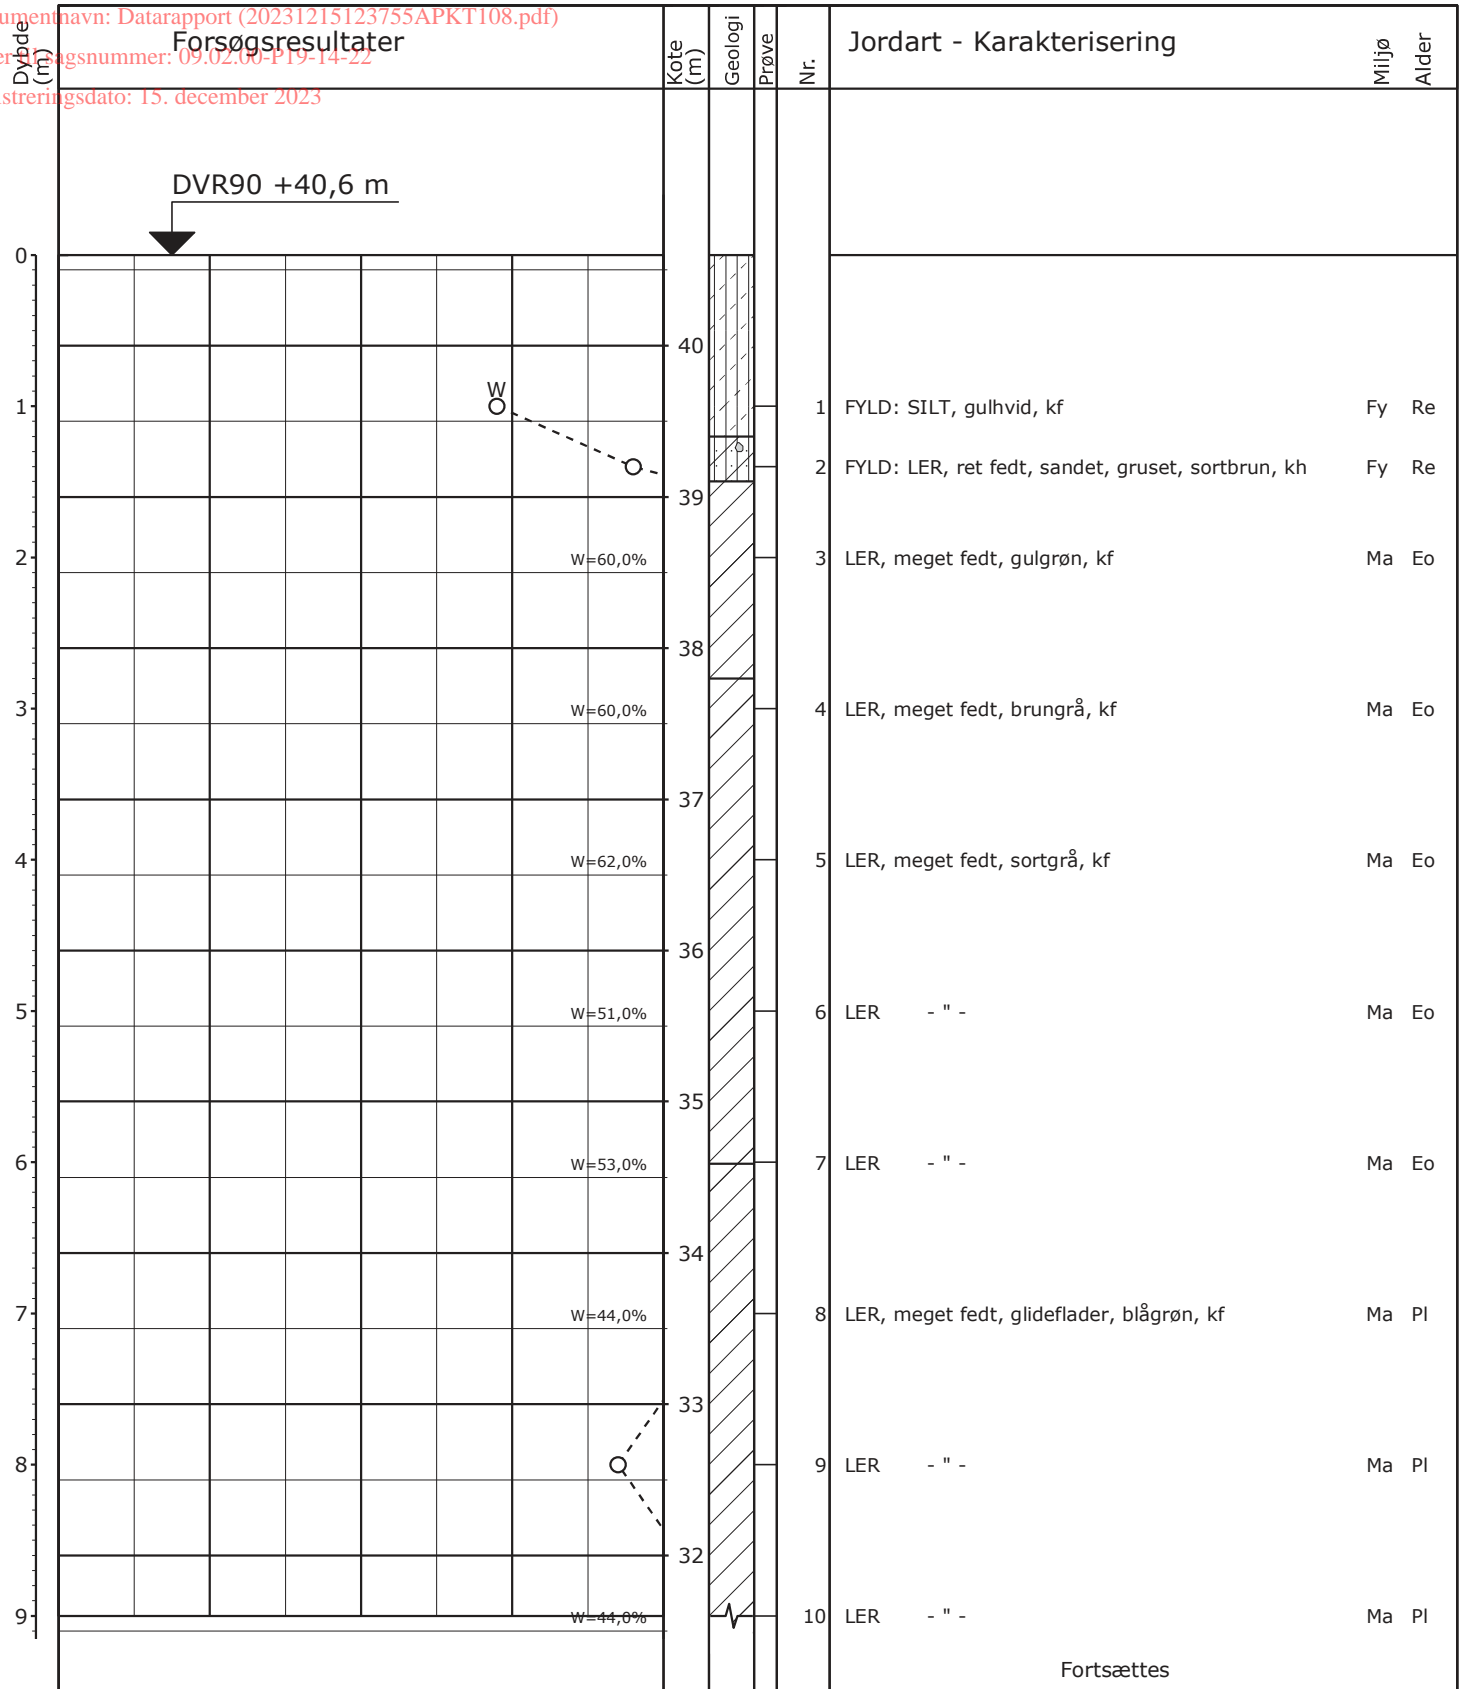 umentnavn: Datarapport (20231215123755APKT108.pdf)
er til sagsnummer: 09.02.00-P19-14-22
streringsdato: 15. december 2023
Dybde (m)
Forsøgsresultater
Kote (m)
Geologi
Prøve
Nr.
Jordart - Karakterisering
Miljø
Alder
DVR90 +40,6 m
0
40
W
1 1 FYLD: SILT, gulhvid, kf Fy Re
2 FYLD: LER, ret fedt, sandet, gruset, sortbrun, kh Fy Re
39
2 W=60,0% 3 LER, meget fedt, gulgrøn, kf Ma Eo
38
3 W=60,0% 4 LER, meget fedt, brungrå, kf Ma Eo
37
4 W=62,0% 5 LER, meget fedt, sortgrå, kf Ma Eo
36
5 W=51,0% 6 LER - " - Ma Eo
35
6 W=53,0% 7 LER - " - Ma Eo
34
7 W=44,0% 8 LER, meget fedt, glideflader, blågrøn, kf Ma Pl
33
8 9 LER - " - Ma Pl
32
9 W=44,0% 10 LER - " - Ma Pl
Fortsættes